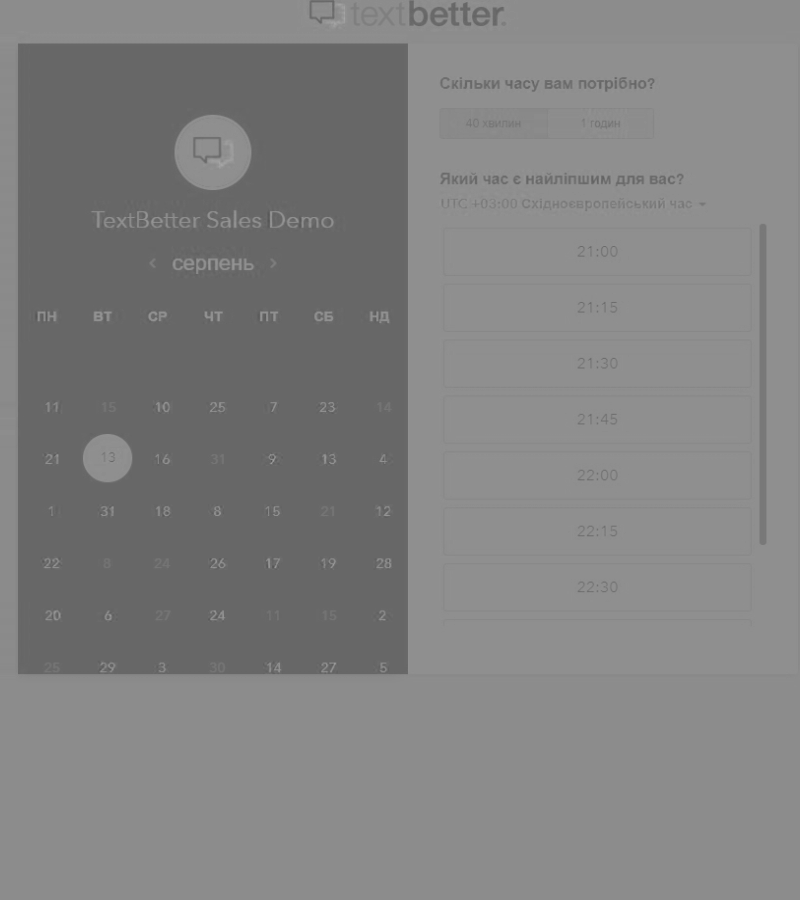 textbetter
TextBetter Sales Demo
серпень
ПН ВТ СР ЧТ ПТ СБ НД
11 15 10 25 7 23 14
21 13 16 31 9 13 4
1 31 18 8 15 21 12
22 8 24 26 17 19 28
20 6 27 24 11 15 2
25 29 3 30 14 27 5
Скільки часу вам потрібно?
40 хвилин 1 годин
Який час є найліпшим для вас?
UTC +03:00 Східноєвропейський час
21:00
21:15
21:30
21:45
22:00
22:15
22:30